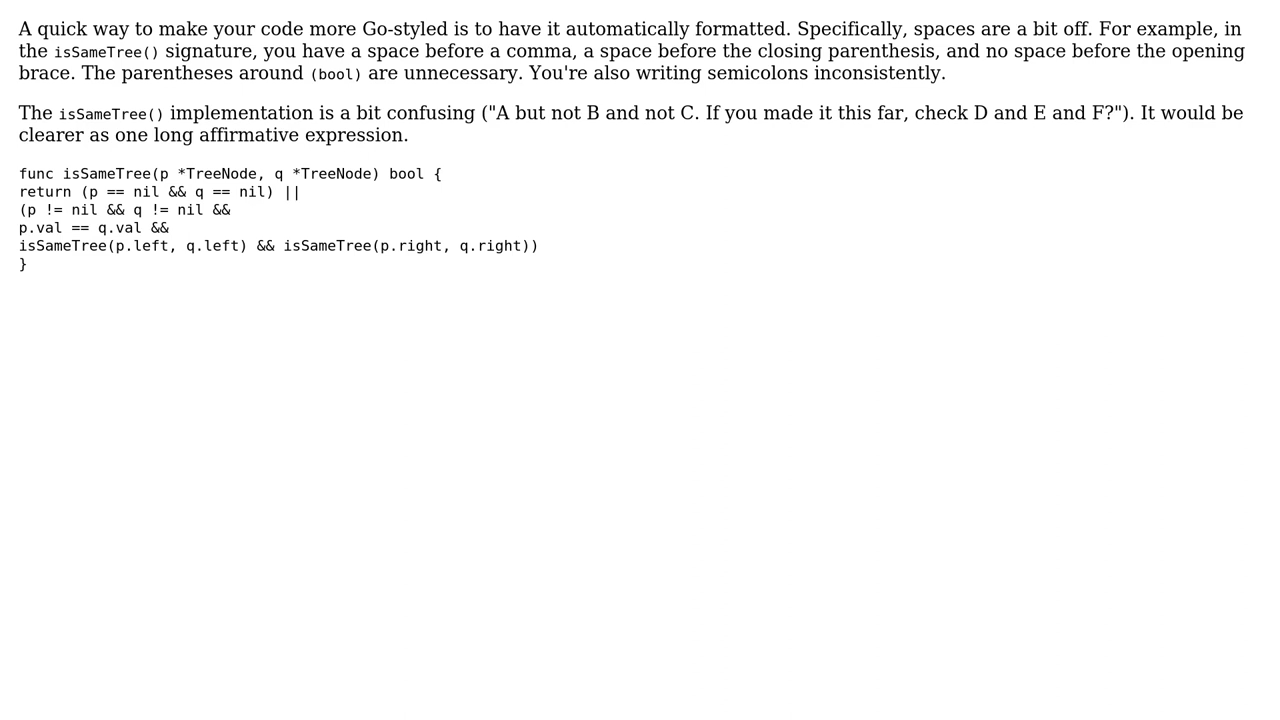 A quick way to make your code more Go-styled is to have it automatically formatted. Specifically, spaces are a bit off. For example, in
the isSameTree() signature, you have a space before a comma, a space before the closing parenthesis, and no space before the opening
brace. The parentheses around (bool) are unnecessary. You're also writing semicolons inconsistently.
The isSameTree() implementation is a bit confusing ("A but not B and not C. If you made it this far, check D and E and F?"). It would be
clearer as one long affirmative expression.
func isSameTree(p *TreeNode, q *TreeNode) bool {
return (p == nil && q == nil) ||
(p != nil && q != nil &&
p.val == q.val &&
isSameTree(p.left, q.left) && isSameTree(p.right, q.right))
}